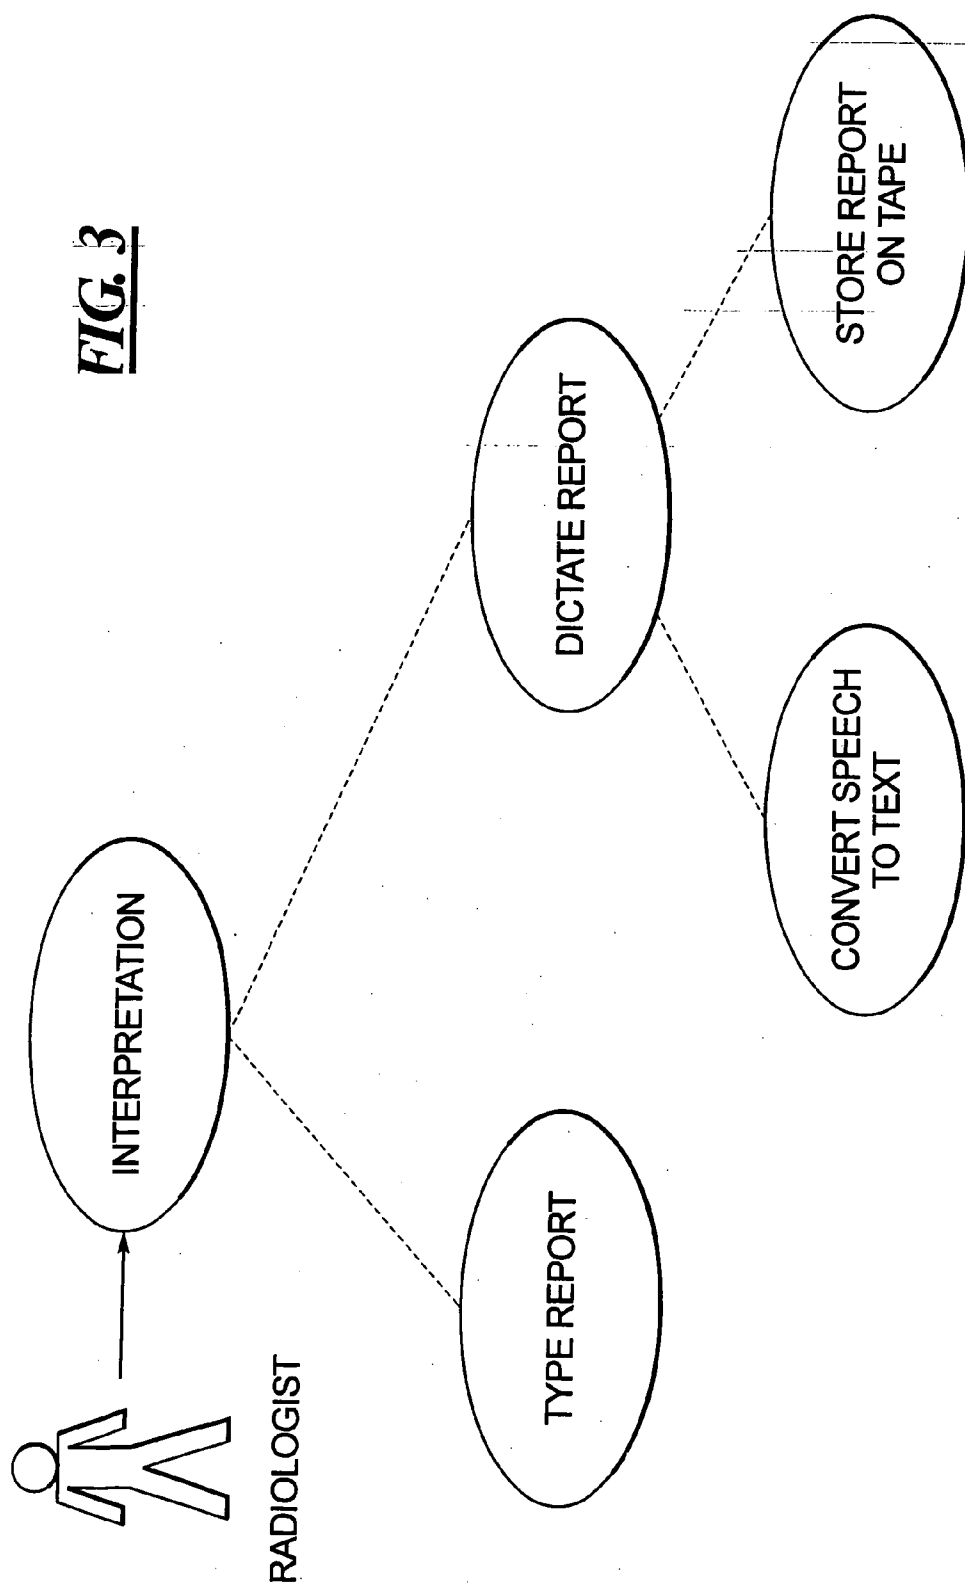 FIG. 3
RADIOLOGIST
INTERPRETATION
TYPE REPORT
DICTATE REPORT
CONVERT SPEECH
TO TEXT
STORE REPORT
ON TAPE